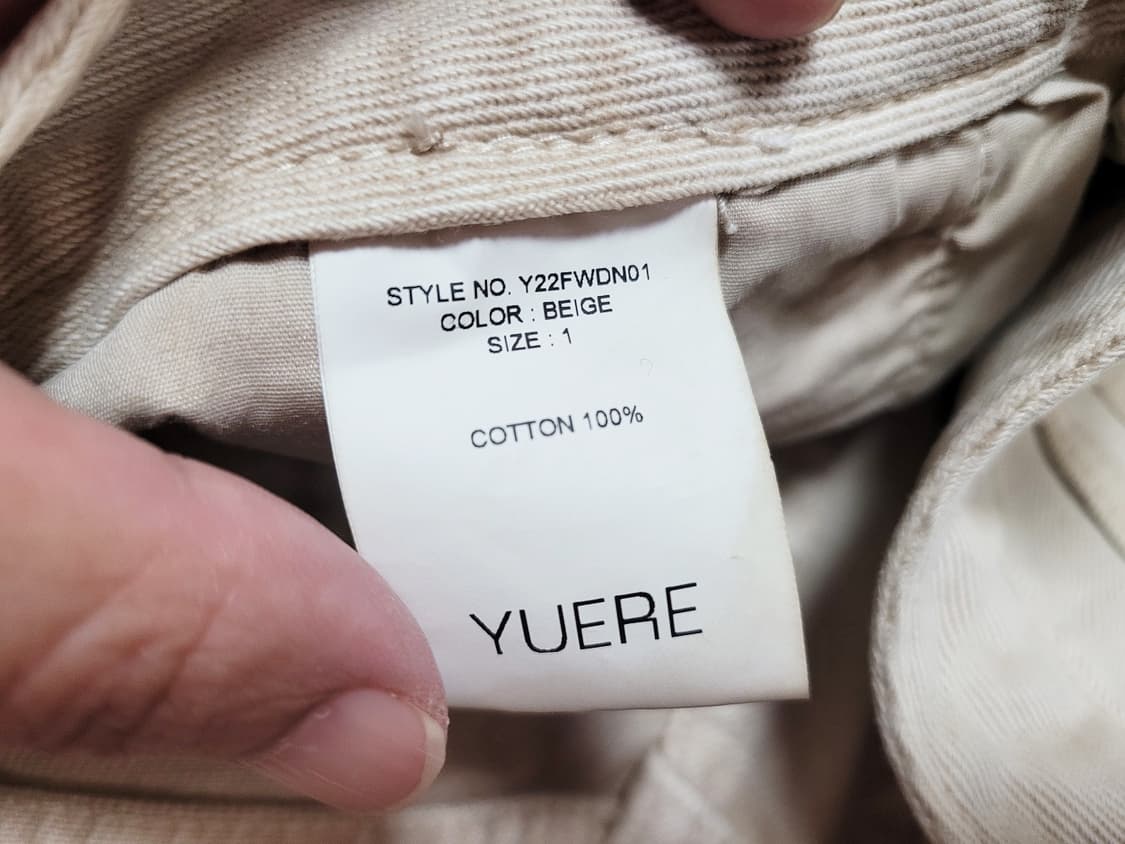 STYLE NO. Y22FWDN01
COLOR : BEIGE
SIZE : 1
COTTON 100%
YUERE